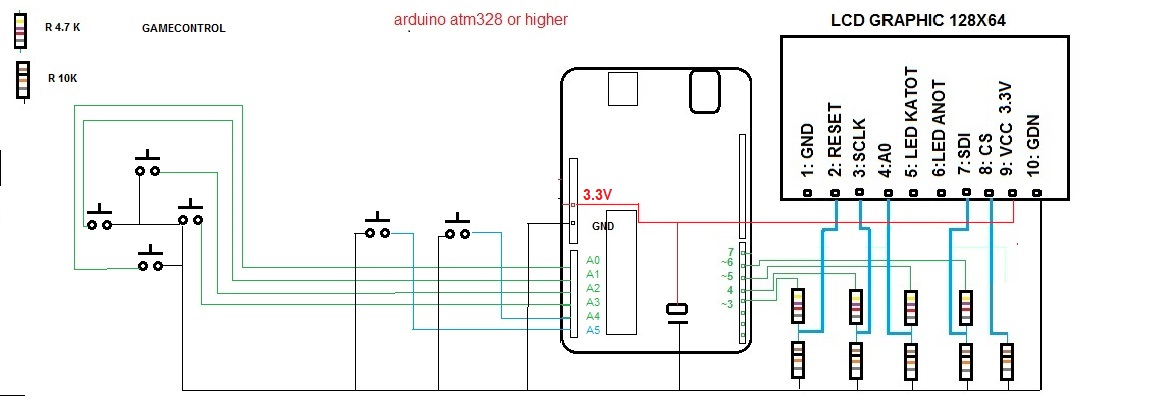 arduino atm328 or higher
LCD GRAPHIC 128X64
R 4.7 K
GAMECONTROL
R 10K
1: GND
2: RESET
3:SCLK
4:A0
5: LED KATOT
6:LED ANOT
7:SDI
8: CS
9: VCC 3.3V
10: GDN
3.3V
GND
A0
A1
A2
A3
A4
A5
7
~6
~5
4
~3